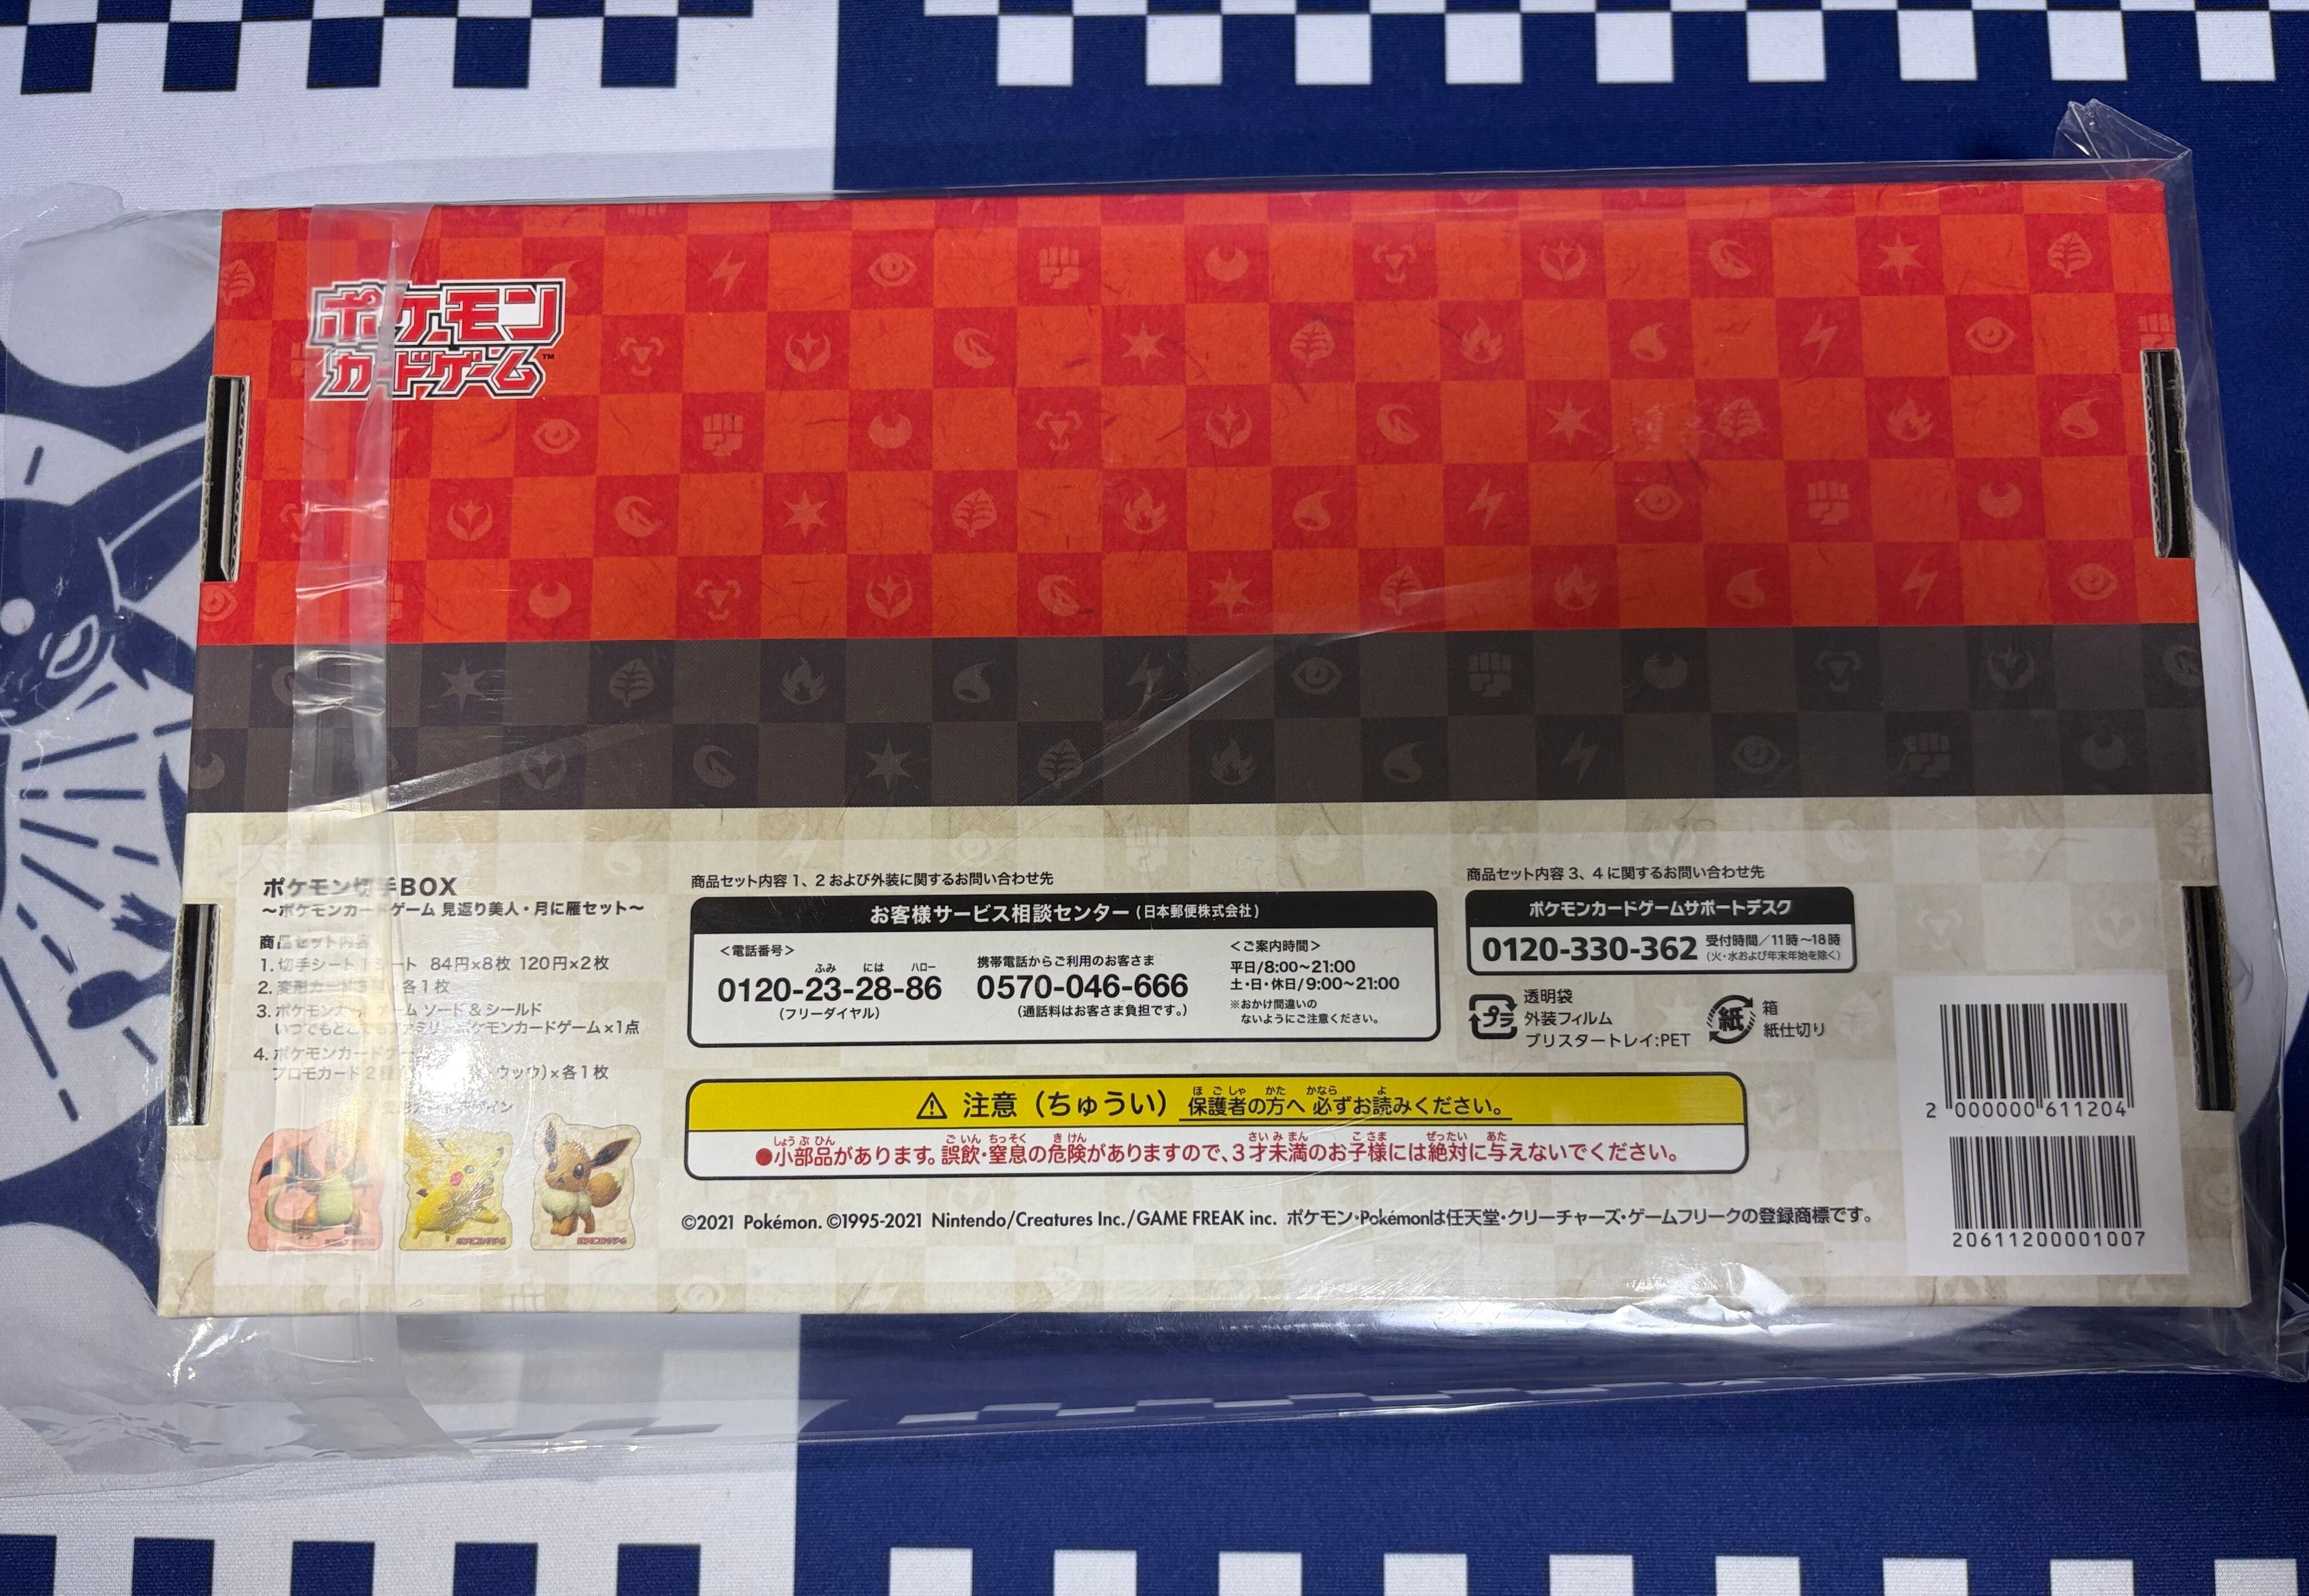 ポケモン
カードゲーム™
ポケモン切手BOX
～ポケモンカードゲーム 見返り美人・月に雁セット～
商品セット内容
1. 切手シート1シート 84円×8枚 120円×2枚
2. 各1枚
3. ポケモンカードゲーム ソード&シールド
いつでもどこでもファミリーポケモンカードゲーム×1点
4. ポケモンカードゲーム
プロモカード2種 ウッウ)×各1枚
デザイン
商品セット内容1、2および外装に関するお問い合わせ先
お客様サービス相談センター(日本郵便株式会社)
<電話番号>
ふみ には ハロー
0120-23-28-86
(フリーダイヤル)
携帯電話からご利用のお客さま
0570-046-666
(通話料はお客さま負担です。)
<ご案内時間>
平日/8:00~21:00
土・日・休日/9:00~21:00
※おかけ間違いの
ないようにご注意ください。
商品セット内容3、4に関するお問い合わせ先
ポケモンカードゲームサポートデスク
0120-330-362 受付時間/11時~18時
(火・水および年末年始を除く)
プラ
透明袋
外装フィルム
ブリスタートレイ:PET
紙
箱
紙仕切り
ほごしゃ かた かなら よ
注意(ちゅうい) 保護者の方へ 必ずお読みください。
しょうぶひん ごいん ちっそく きけん さいみまん こさま ぜったい あた
●小部品があります。誤飲・窒息の危険がありますので、3才未満のお子様には絶対に与えないでください。
©2021 Pokémon. ©1995-2021 Nintendo/Creatures Inc./GAME FREAK inc. ポケモン・Pokémonは任天堂・クリーチャーズ・ゲームフリークの登録商標です。
2 000000 611204
20611200001007